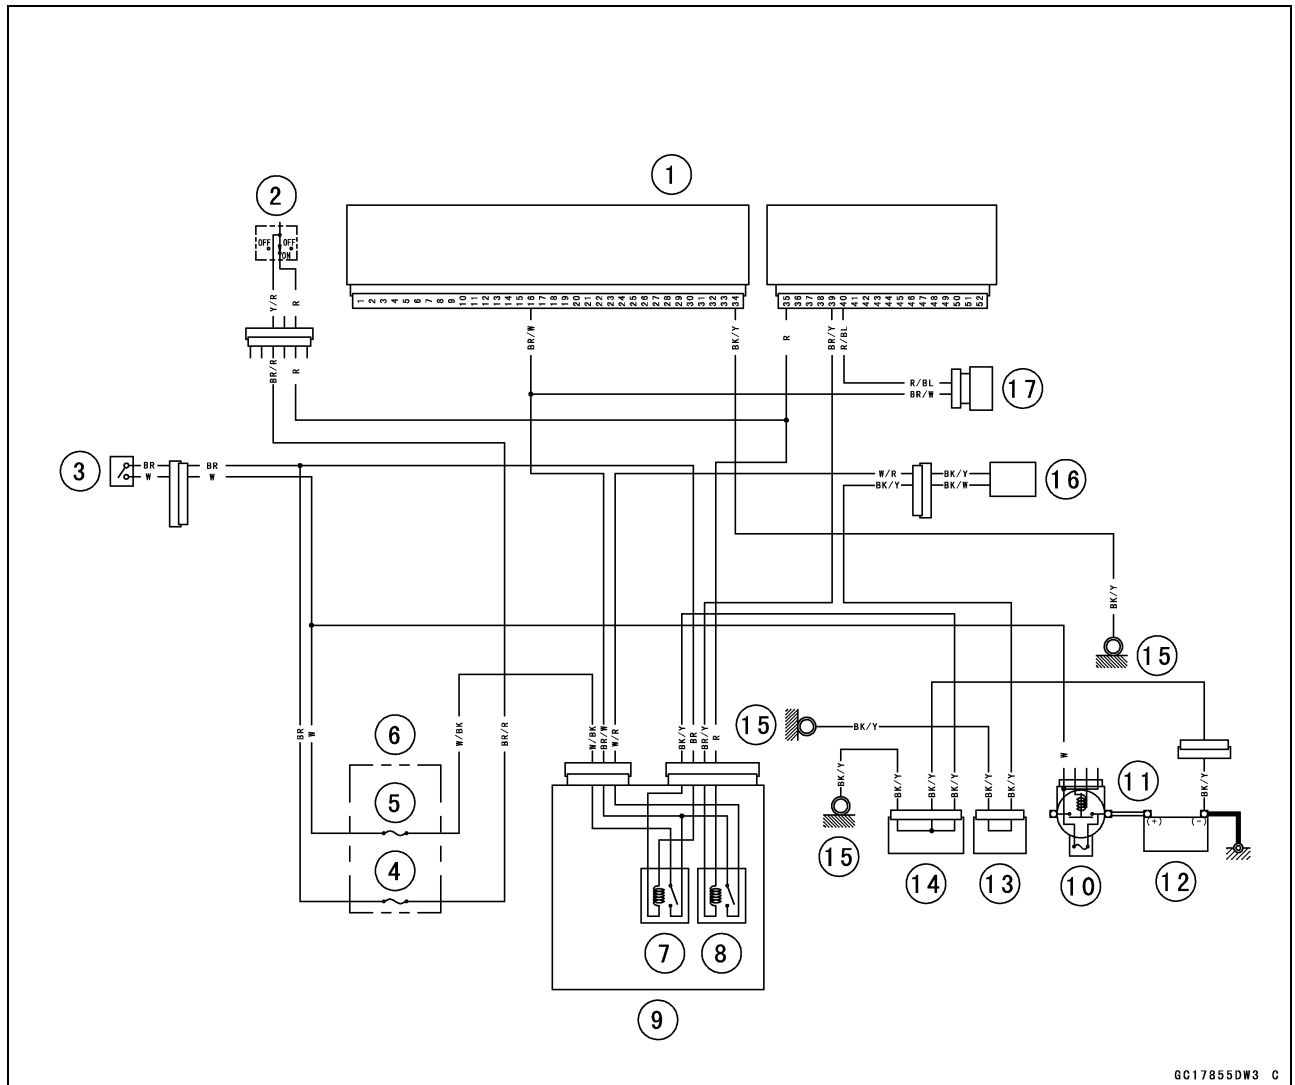 1
2
OFF OFF
ON
1 2 3 4 5 6 7 8 9 10 11 12 13 14 15 16 17 18 19 20 21 22 23 24 25 26 27 28 29 30 31 32 33 34
35 36 37 38 39 40 41 42 43 44 45 46 47 48 49 50 51 52
Y/R R
BR/W BK/Y R BR/Y R/BL
BR/R R
R/BL
BR/W
17
3
BR BR
W W
W/R BK/Y
BK/Y BK/W
16
BK/Y
15
BR W W/BK BR/R
W/BK BR/W W/R
BK/Y BR BR/Y R
6
15
BK/Y
W
5
BK/Y
BK/Y BK/Y BK/Y
BK/Y BK/Y
11
BK/Y
(+) (-)
4
15
14
13
10
12
7
8
9
GC17855DW3 C